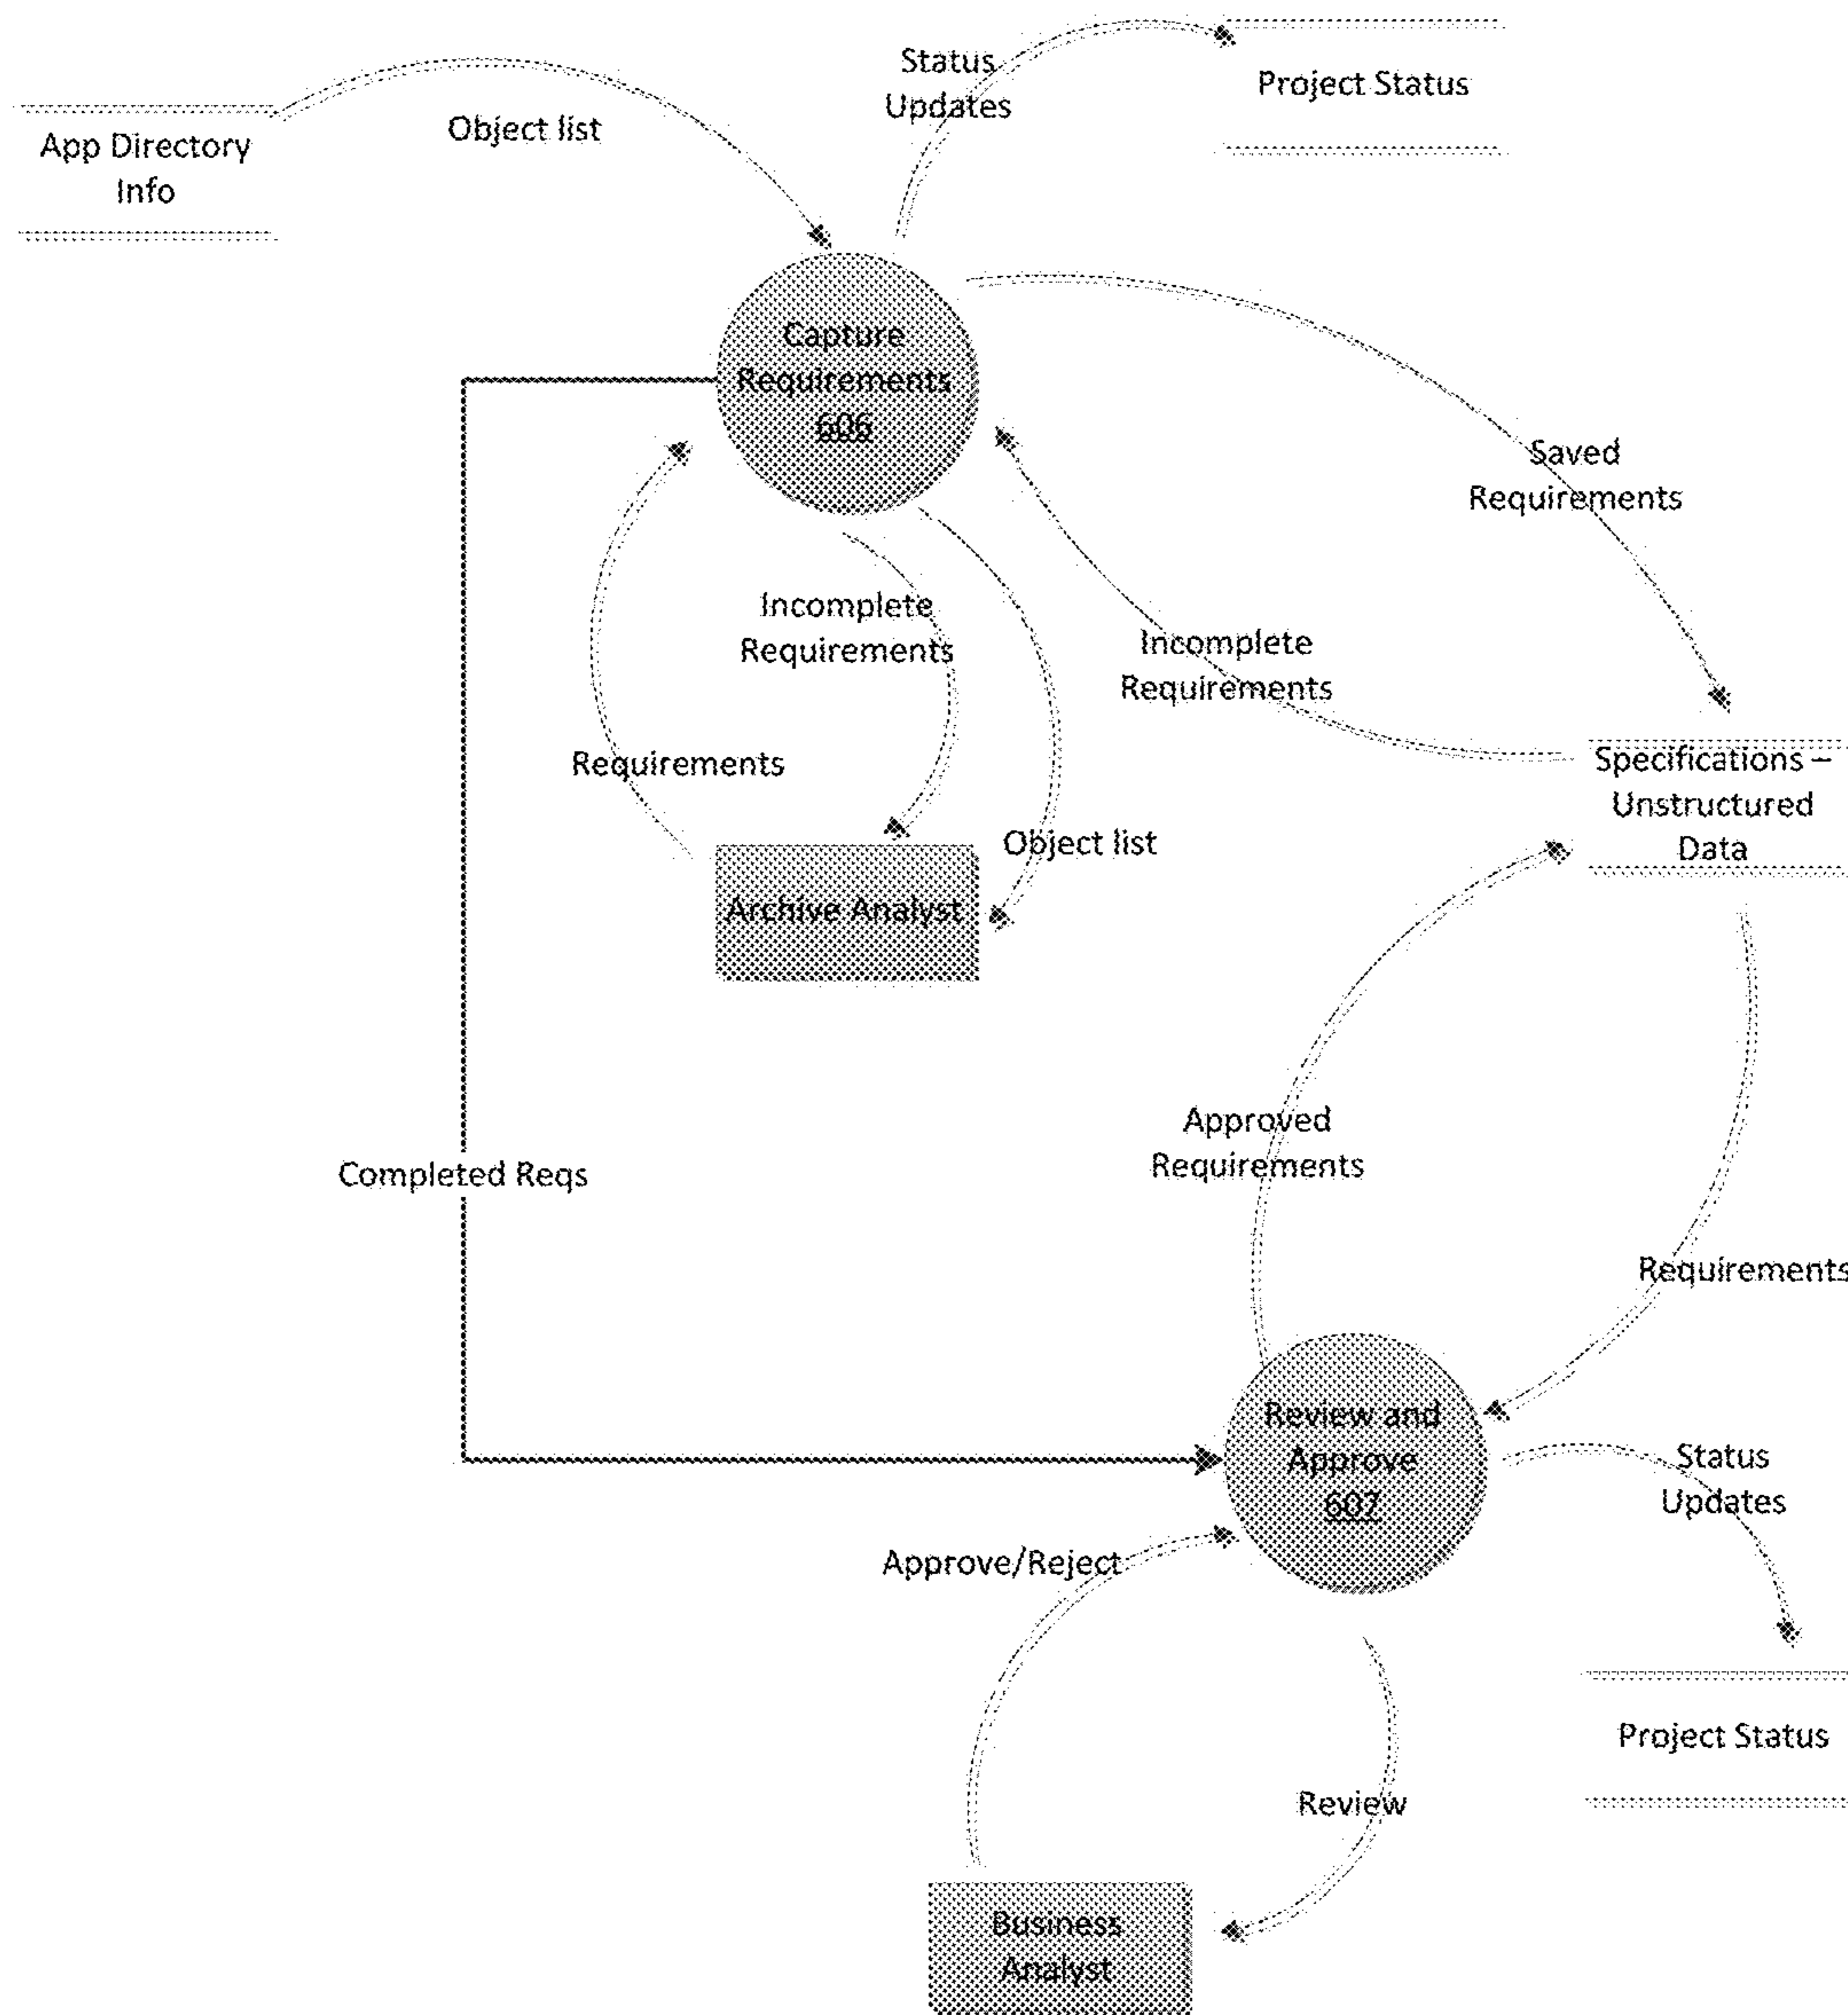 Status
Updates
Project Status
Object list
App Directory
Info
Capture
Requirements
606
Saved
Requirements
Incomplete
Requirements
Incomplete
Requirements
Requirements
Specifications –
Unstructured
Data
Object list
Archive Analyst
Approved
Requirements
Completed Reqs
Requirements
Review and
Approve
607
Status
Updates
Approve/Reject
Project Status
Review
Business
Analyst